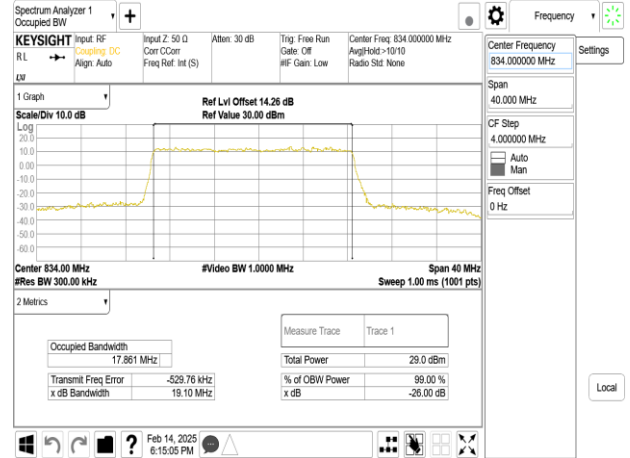 Spectrum Analyzer 1
Occupied BW
Frequency
KEYSIGHT
RL
Input: RF
Coupling: DC
Align: Auto
Input Z: 50 Ω
Corr CCorr
Freq Ref: Int (S)
Atten: 30 dB
Trig: Free Run
Gate: Off
#IF Gain: Low
Center Freq: 834.000000 MHz
Avg|Hold:>10/10
Radio Std: None
Center Frequency
834.000000 MHz
Settings
Span
40.000 MHz
CF Step
4.000000 MHz
Auto
Man
Freq Offset
0 Hz
Local
1 Graph
Scale/Div 10.0 dB
Ref Lvl Offset 14.26 dB
Ref Value 30.00 dBm
Log
20.0
10.0
0.00
-10.0
-20.0
-30.0
-40.0
-50.0
-60.0
Center 834.00 MHz
#Res BW 300.00 kHz
#Video BW 1.0000 MHz
Span 40 MHz
Sweep 1.00 ms (1001 pts)
2 Metrics
Measure Trace Trace 1
Occupied Bandwidth
17.861 MHz
Total Power 29.0 dBm
Transmit Freq Error -529.76 kHz
x dB Bandwidth 19.10 MHz
% of OBW Power 99.00 %
x dB -26.00 dB
Feb 14, 2025
6:15:05 PM